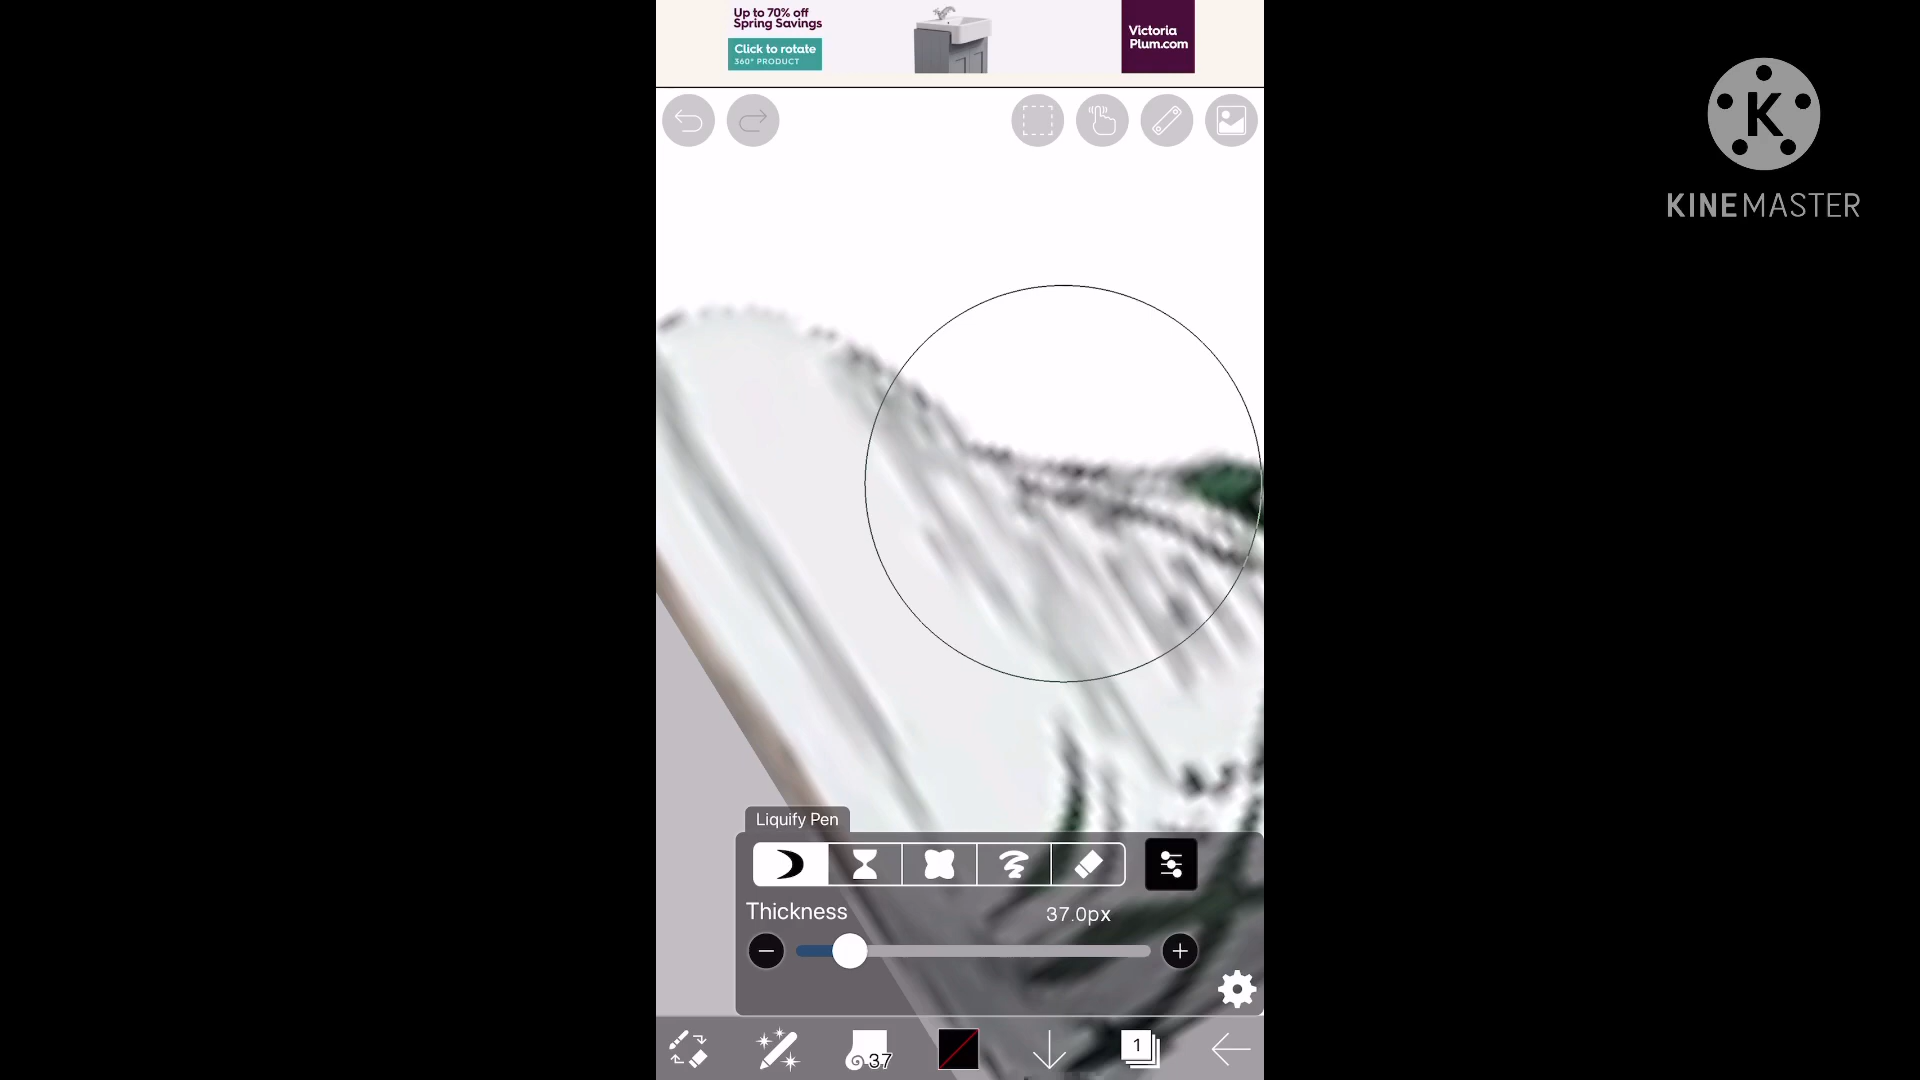 Up to 70% off
Spring Savings
Click to rotate
360° PRODUCT
Victoria
Plum.com
K
KINEMASTER
Liquify Pen
Thickness
37.0px
37
1